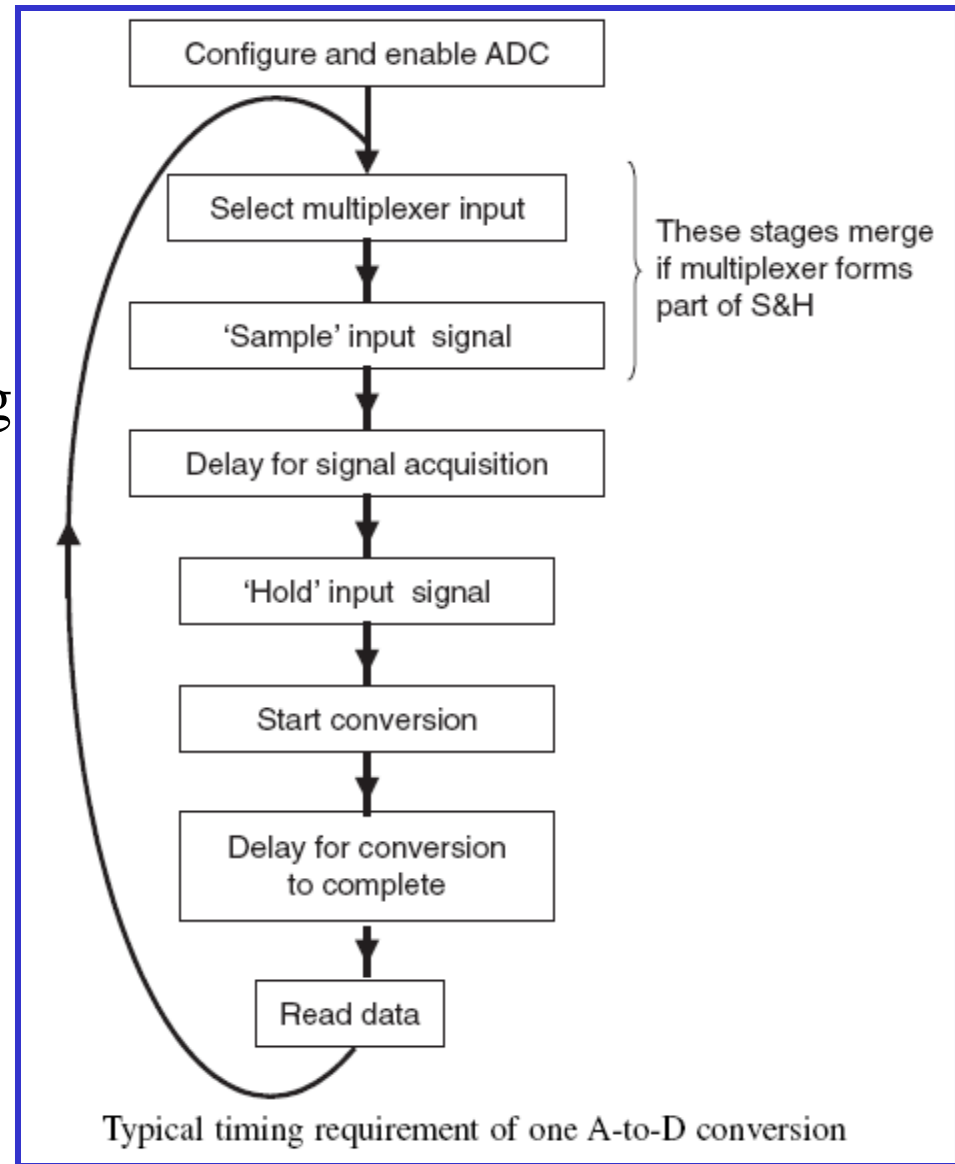 Configure and enable ADC
Select multiplexer input
These stages merge
if multiplexer forms
part of S&H
‘Sample’ input signal
g
Delay for signal acquisition
‘Hold’ input signal
Start conversion
Delay for conversion
to complete
Read data
Typical timing requirement of one A-to-D conversion